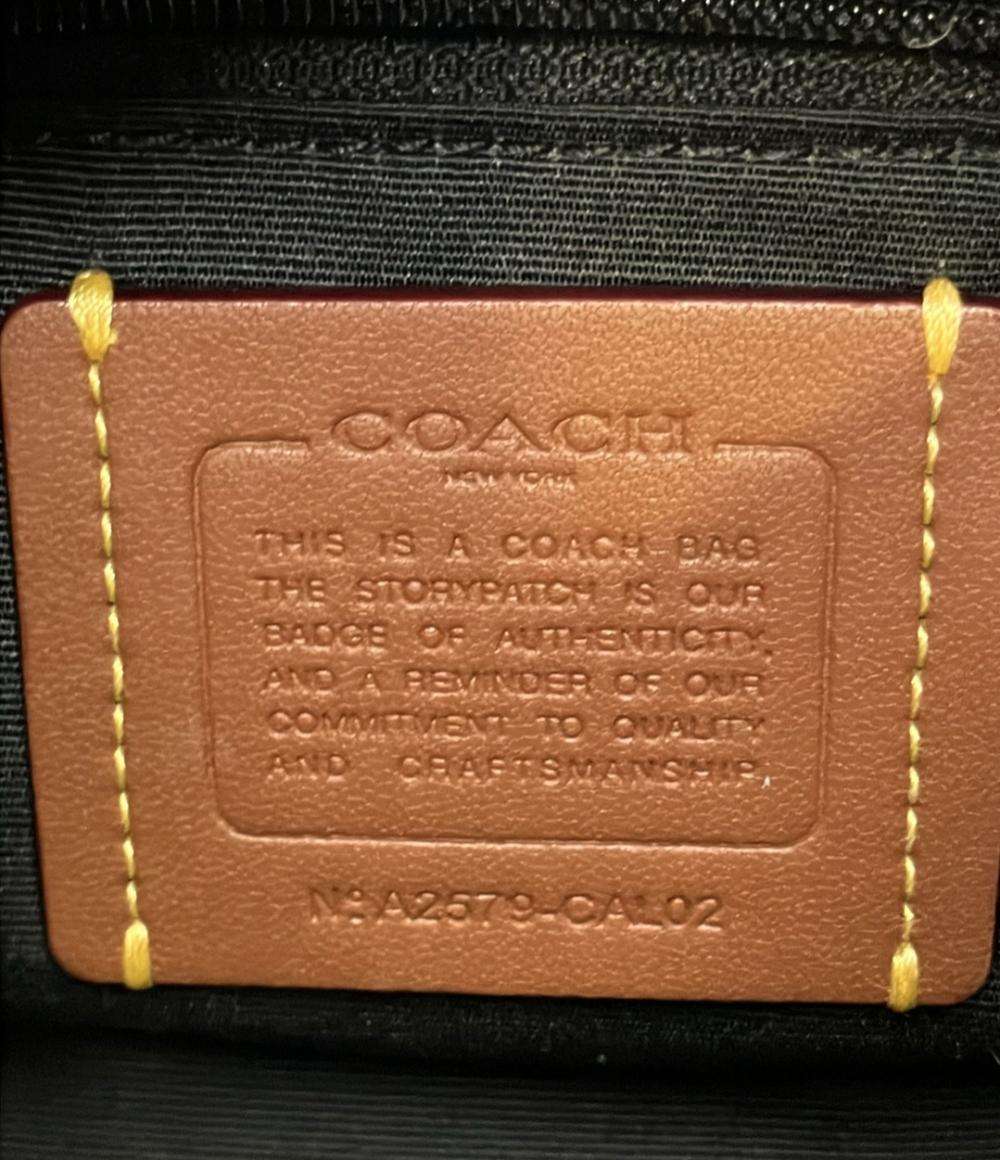 COACH
NEW YORK
THIS IS A COACH BAG
THE STORYPATCH IS OUR
BADGE OF AUTHENTICITY,
AND A REMINDER OF OUR
COMMITMENT TO QUALITY
AND CRAFTSMANSHIP.
Nº A2579-CAL02